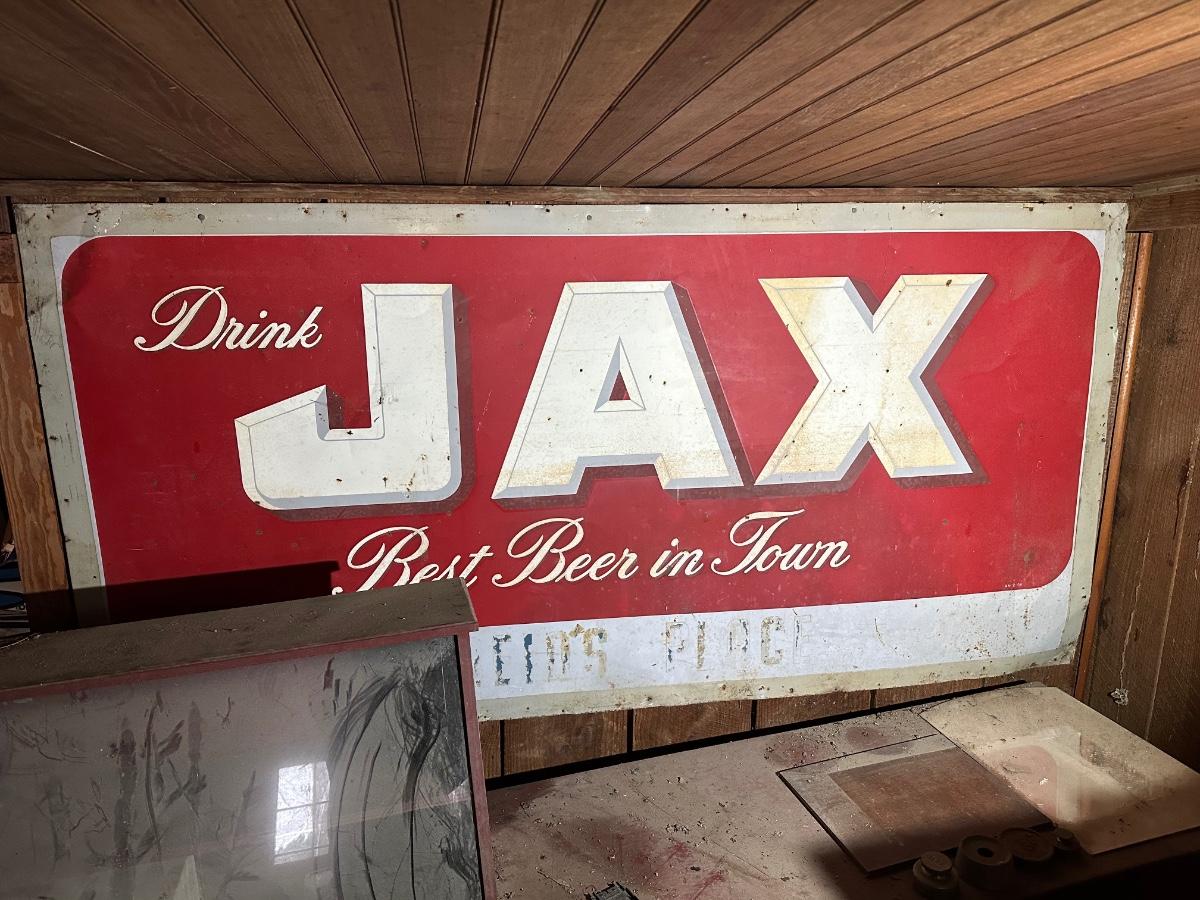 Drink
JAX
Best Beer in Town
PLACE